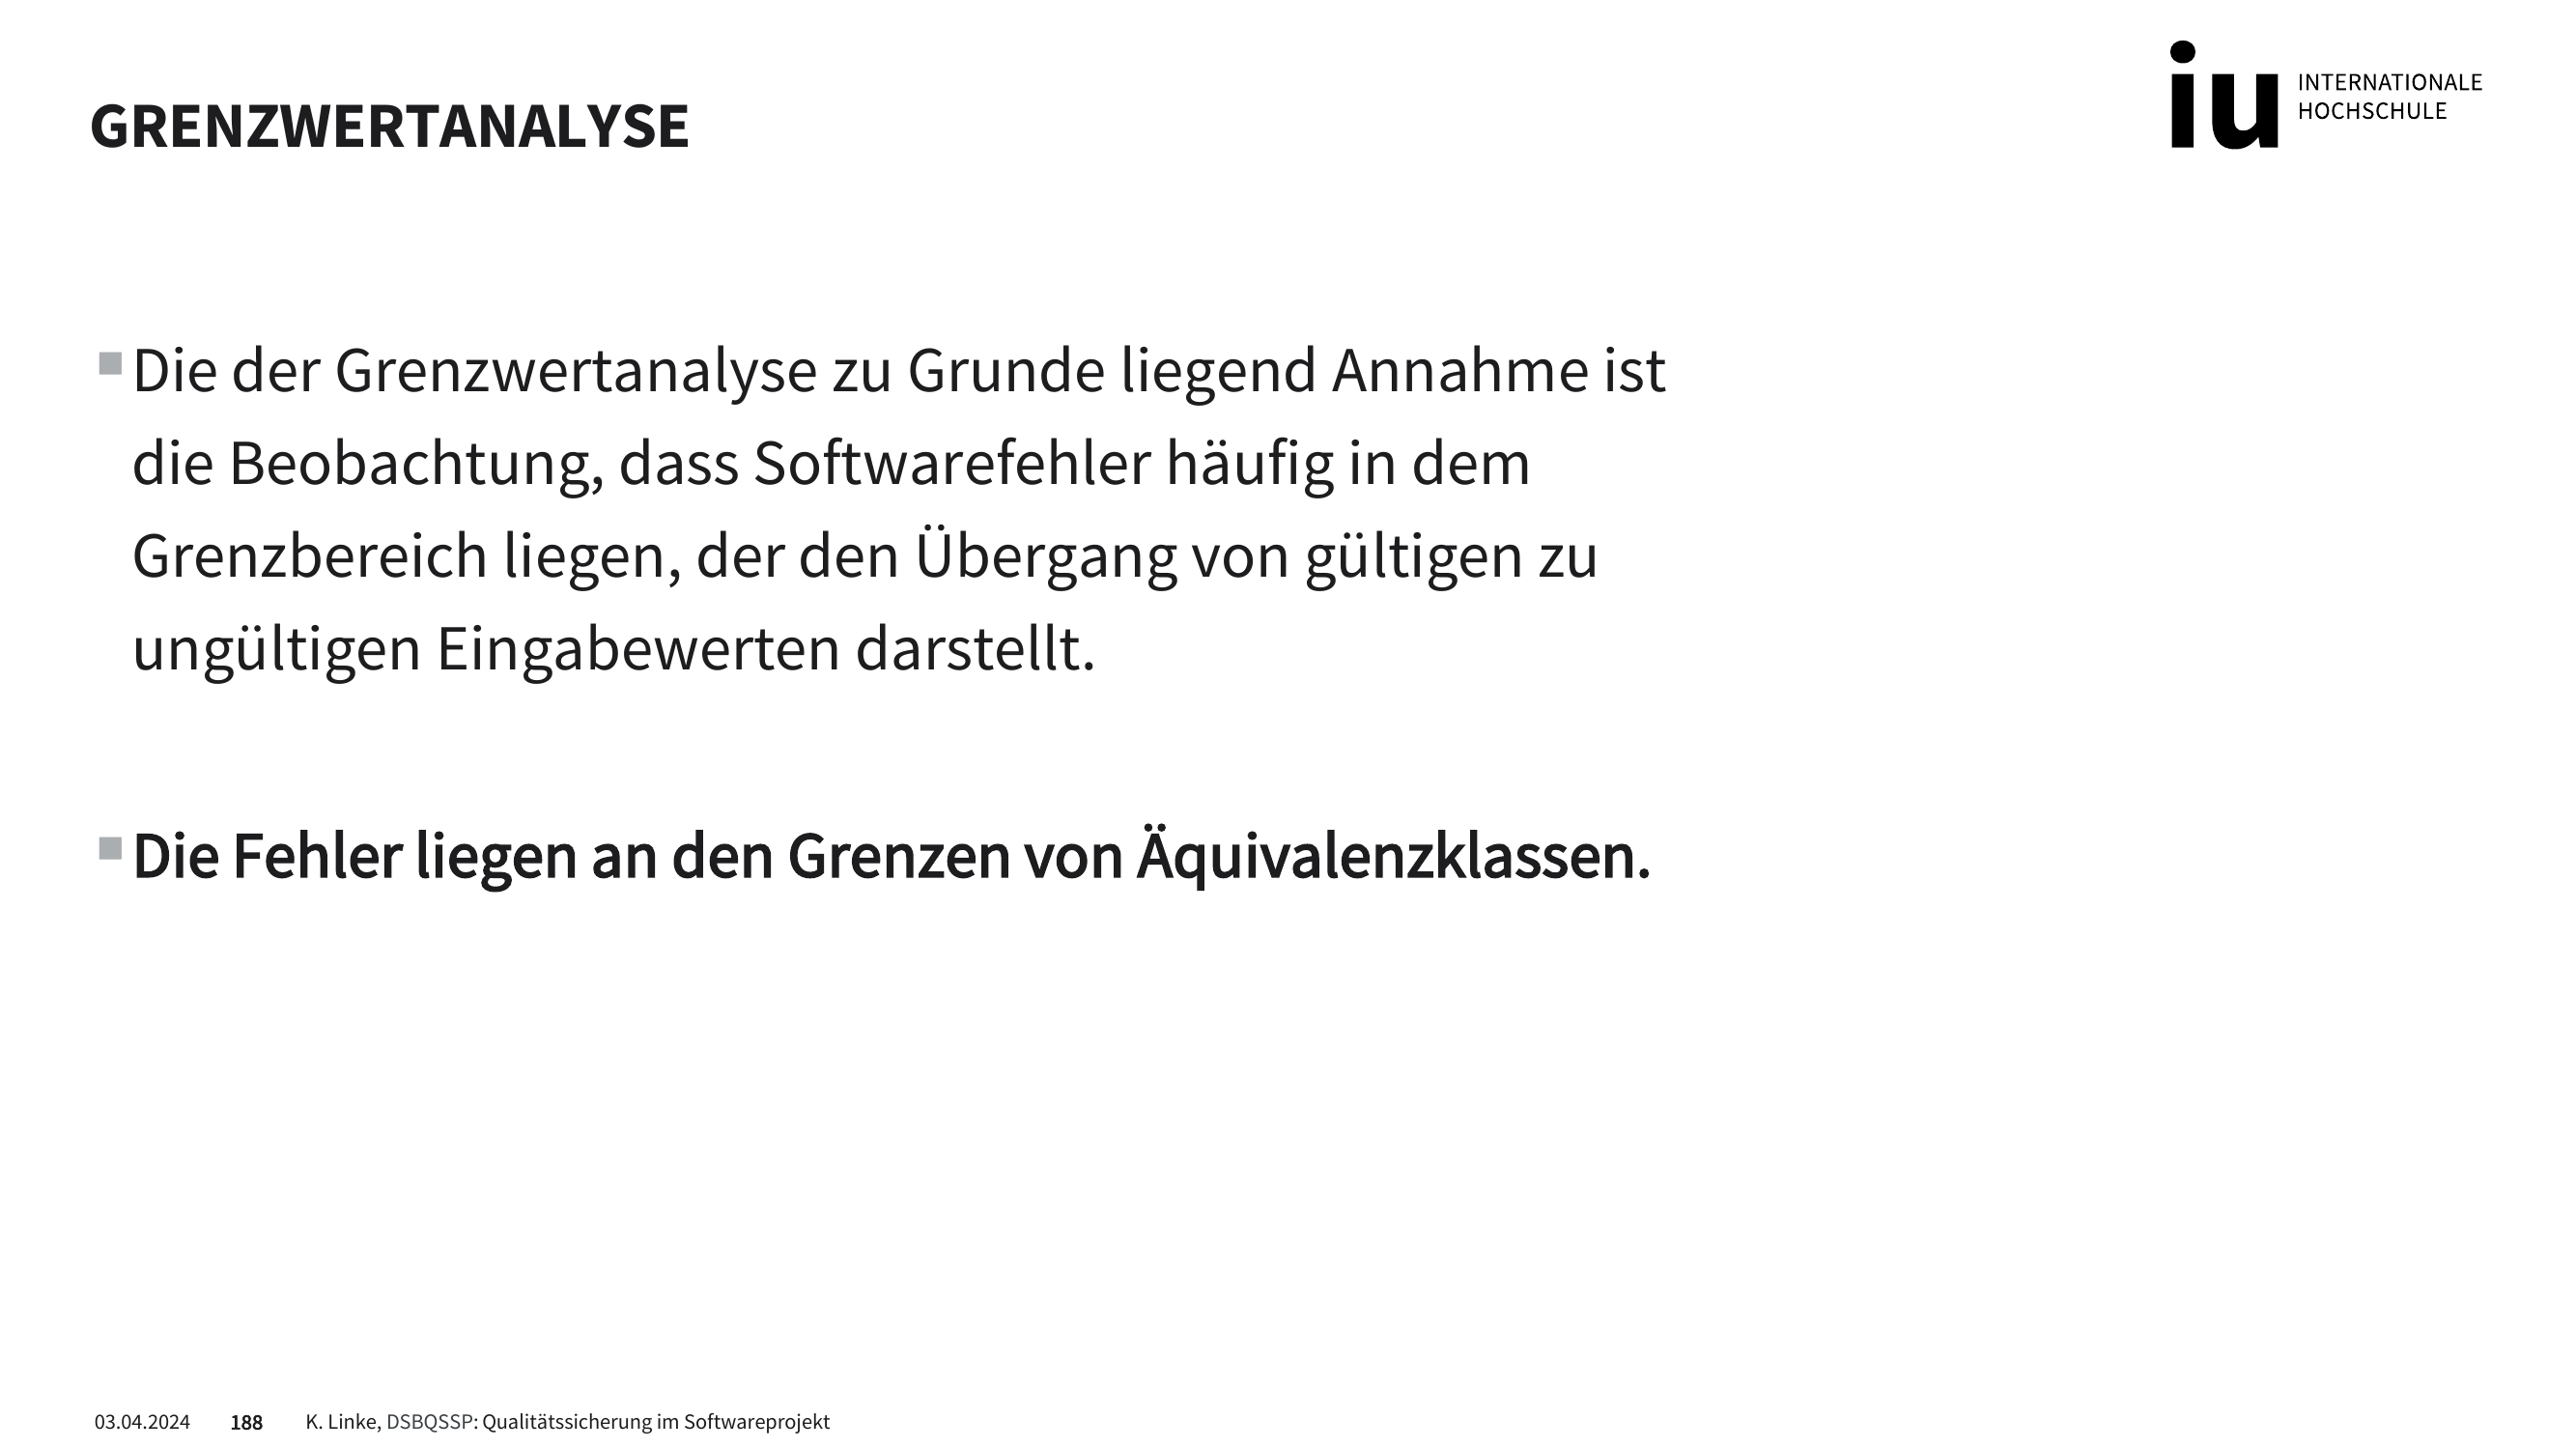 GRENZWERTANALYSE
iu INTERNATIONALE
HOCHSCHULE
Die der Grenzwertanalyse zu Grunde liegend Annahme ist
die Beobachtung, dass Softwarefehler häufig in dem
Grenzbereich liegen, der den Übergang von gültigen zu
ungültigen Eingabewerten darstellt.
Die Fehler liegen an den Grenzen von Äquivalenzklassen.
03.04.2024 188 K. Linke, DSBQSSP: Qualitätssicherung im Softwareprojekt